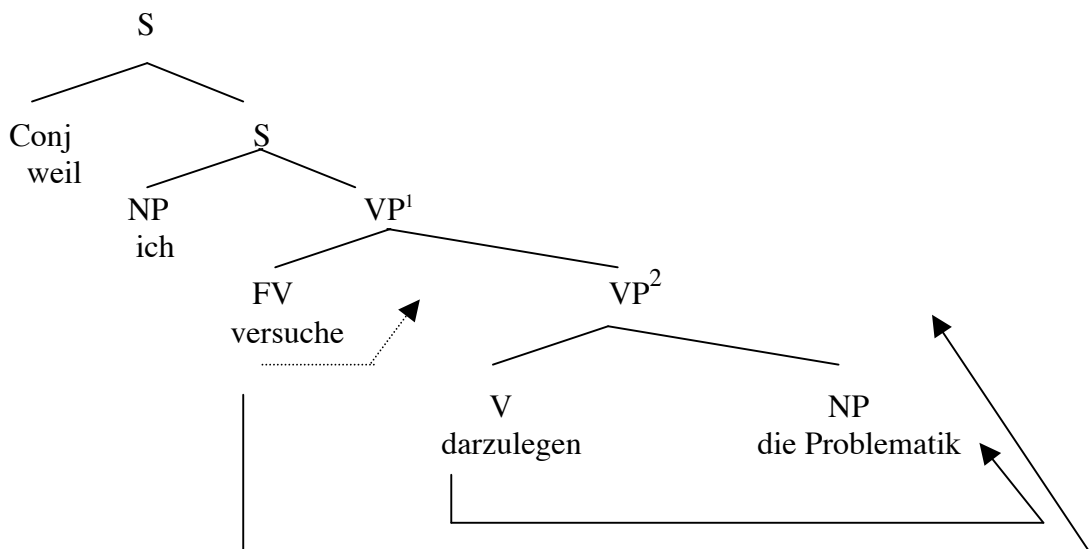 S
Conj S
weil
NP VP¹
ich
FV VP²
versuche
V NP
darzulegen die Problematik